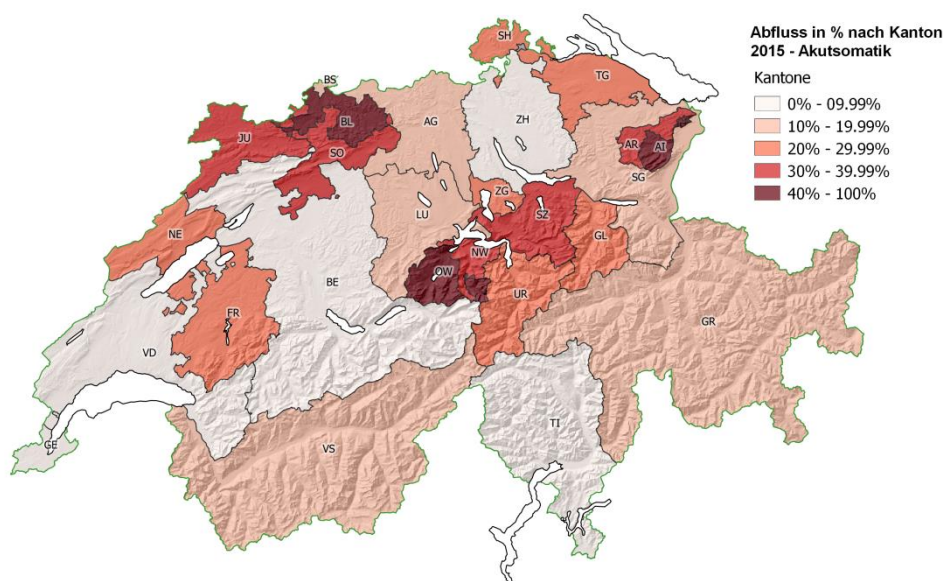 Abfluss in % nach Kanton
2015 - Akutsomatik
Kantone
0% - 09.99%
10% - 19.99%
20% - 29.99%
30% - 39.99%
40% - 100%
SH
BS
TG
BL
AG
ZH
JU
SO
AR
AI
SG
ZG
LU
SZ
NE
GL
NW
OW
BE
UR
FR
GR
VD
TI
GE
VS